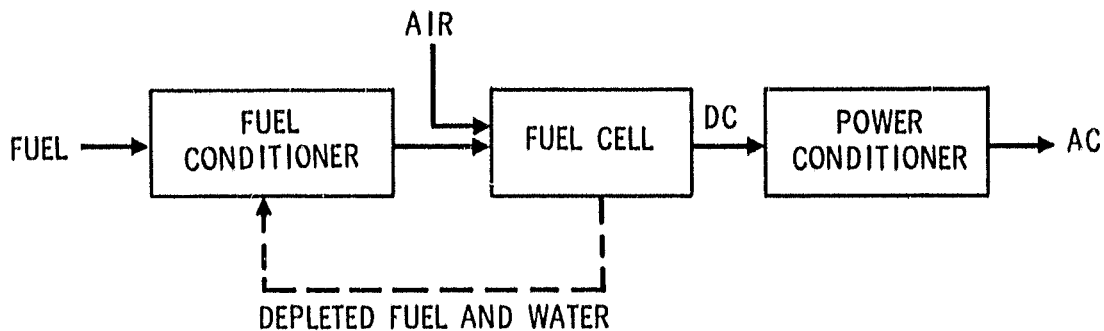 AIR
FUEL
FUEL
CONDITIONER
FUEL CELL
DC
POWER
CONDITIONER
AC
DEPLETED FUEL AND WATER